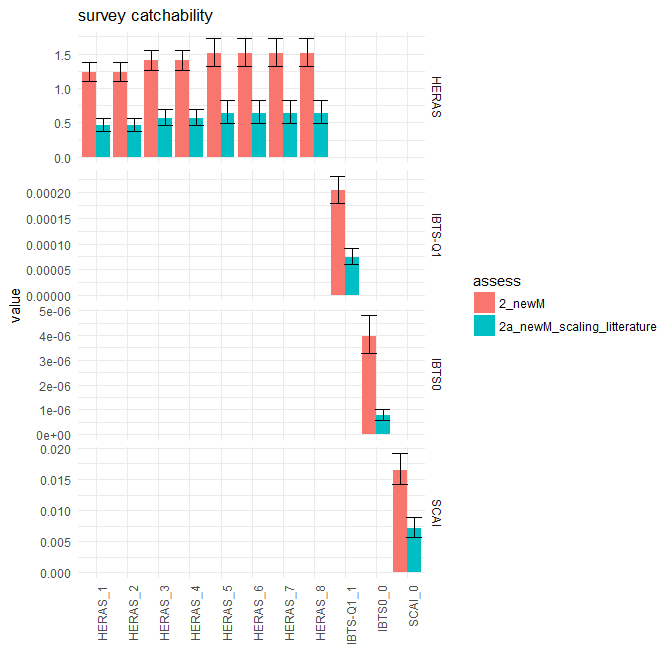 survey catchability
1.5
1.0
0.5
0.0
HERAS
0.00020
0.00015
0.00010
0.00005
0.00000
IBTS-Q1
value
5e-06
4e-06
3e-06
2e-06
1e-06
0e+00
IBTS0
0.020
0.015
0.010
0.005
0.000
SCAI
HERAS_1
HERAS_2
HERAS_3
HERAS_4
HERAS_5
HERAS_6
HERAS_7
HERAS_8
IBTS-Q1_1
IBTS0_0
SCAI_0
assess
2_newM
2a_newM_scaling_litterature